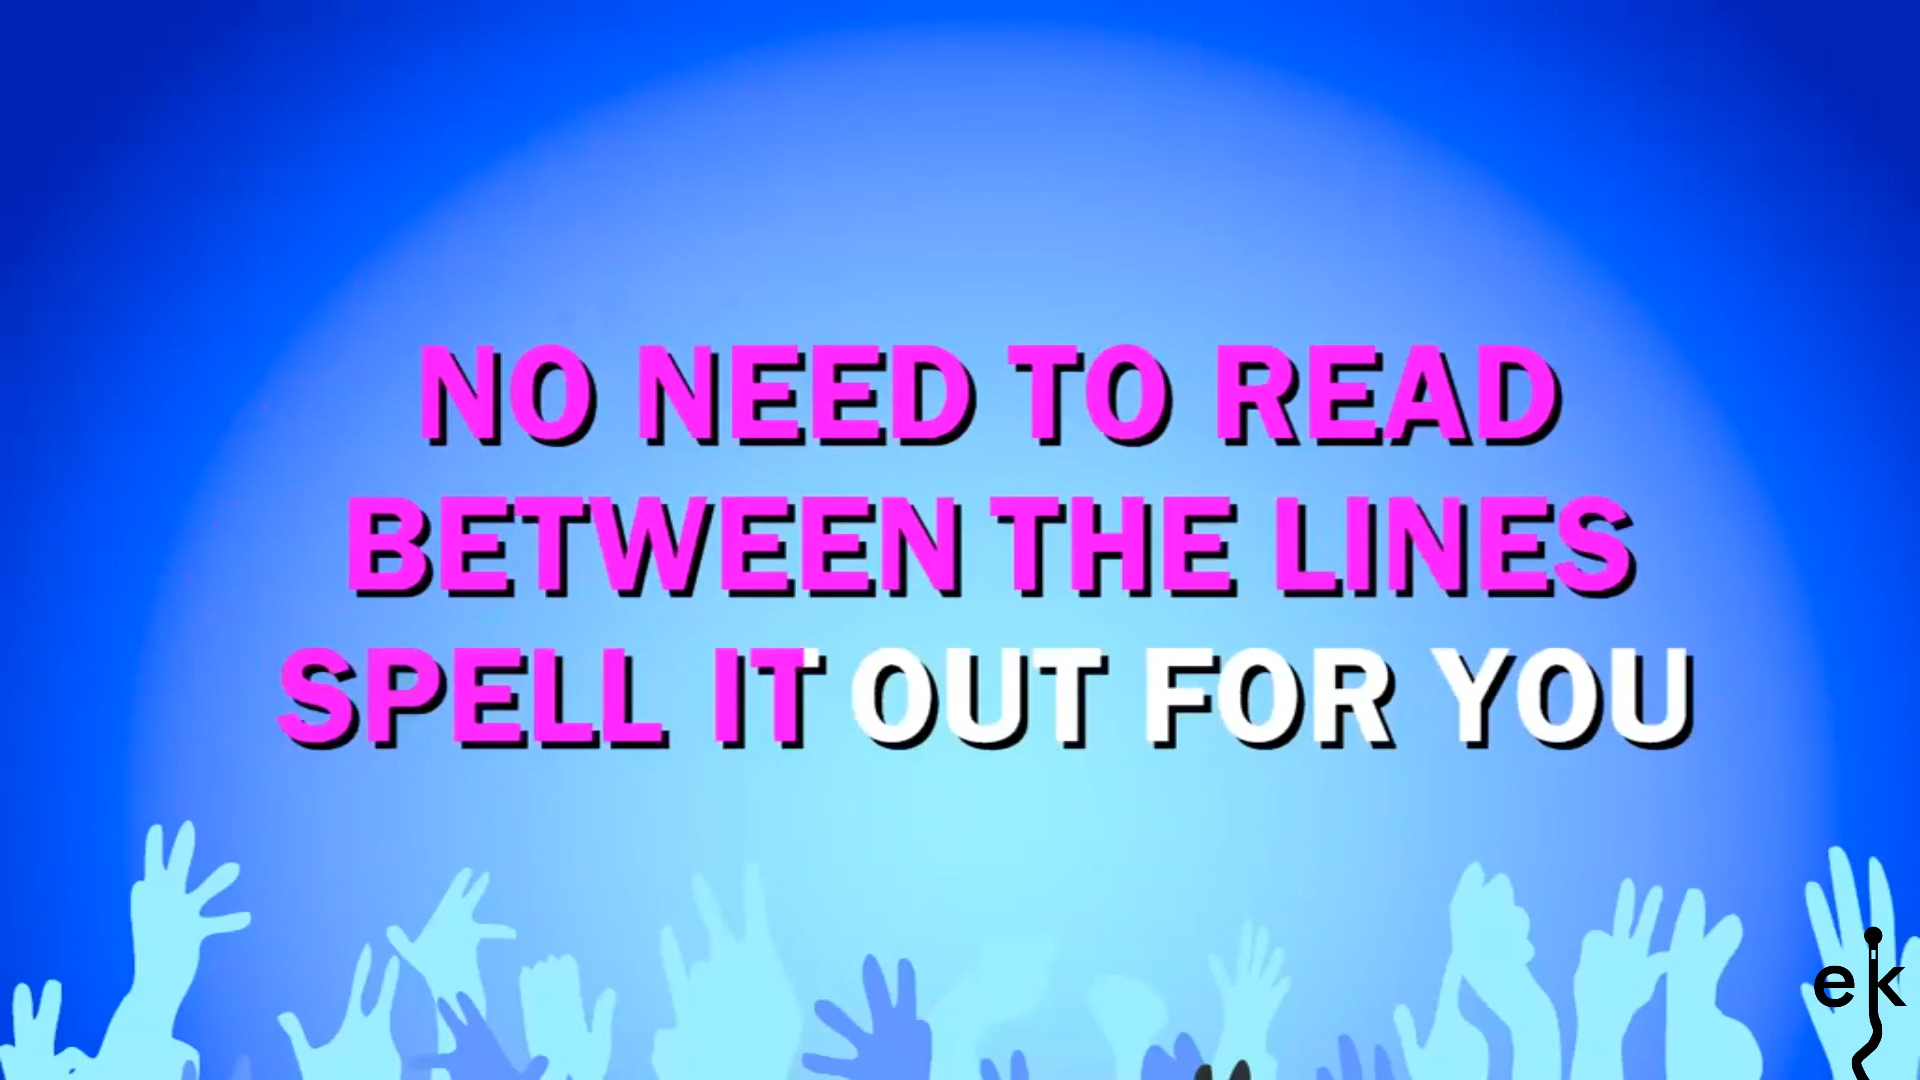 NO NEED TO READ
BETWEEN THE LINES
SPELL IT OUT FOR YOU
ek